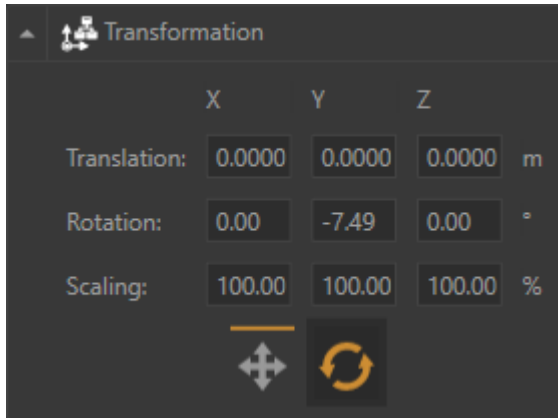 Transformation
X Y Z
Translation: 0.0000 0.0000 0.0000 m
Rotation: 0.00 -7.49 0.00 °
Scaling: 100.00 100.00 100.00 %